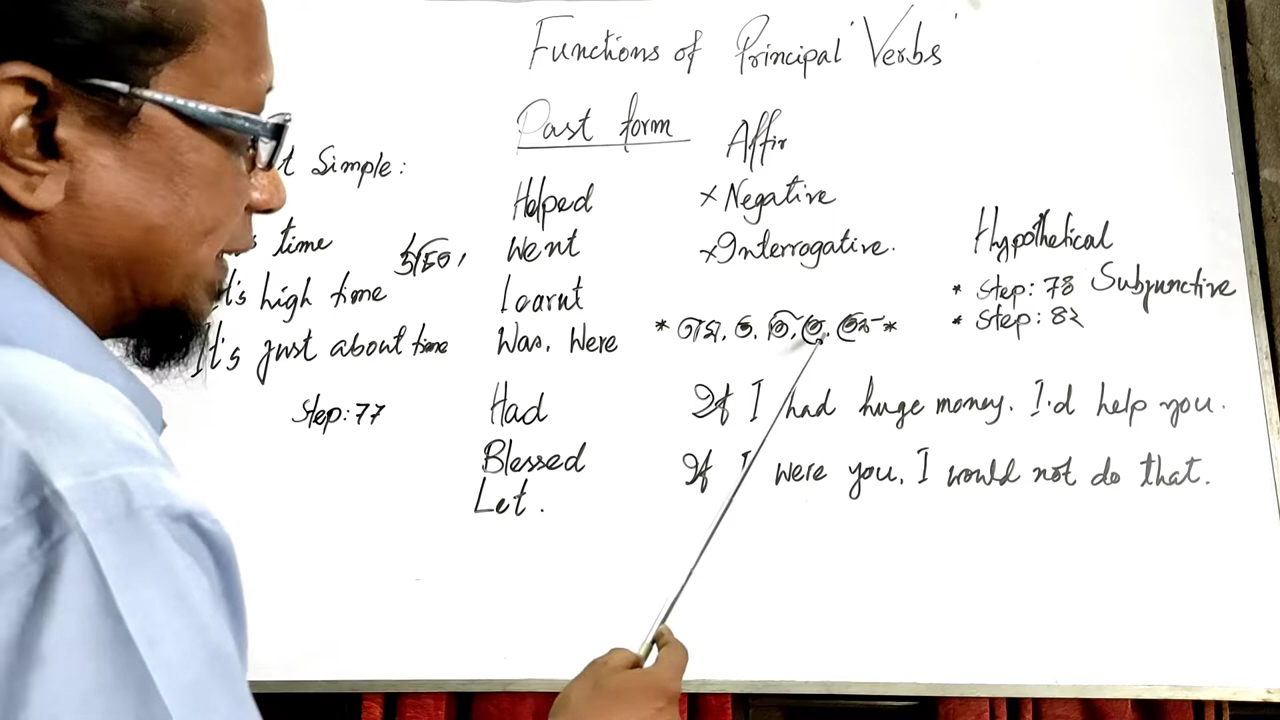 Functions of Principal 'Verbs'
Past form
Affir
t Simple:
Helped
× Negative
time
Went
× Interrogative.
Hypothetical
It's high time
Learnt
* Step: 78 Subjunctive
* Step: 82
It's just about time
Was, Were
Step: 77
Had
If I had huge money. I'd help you.
Blessed
If I were you, I would not do that.
Let.